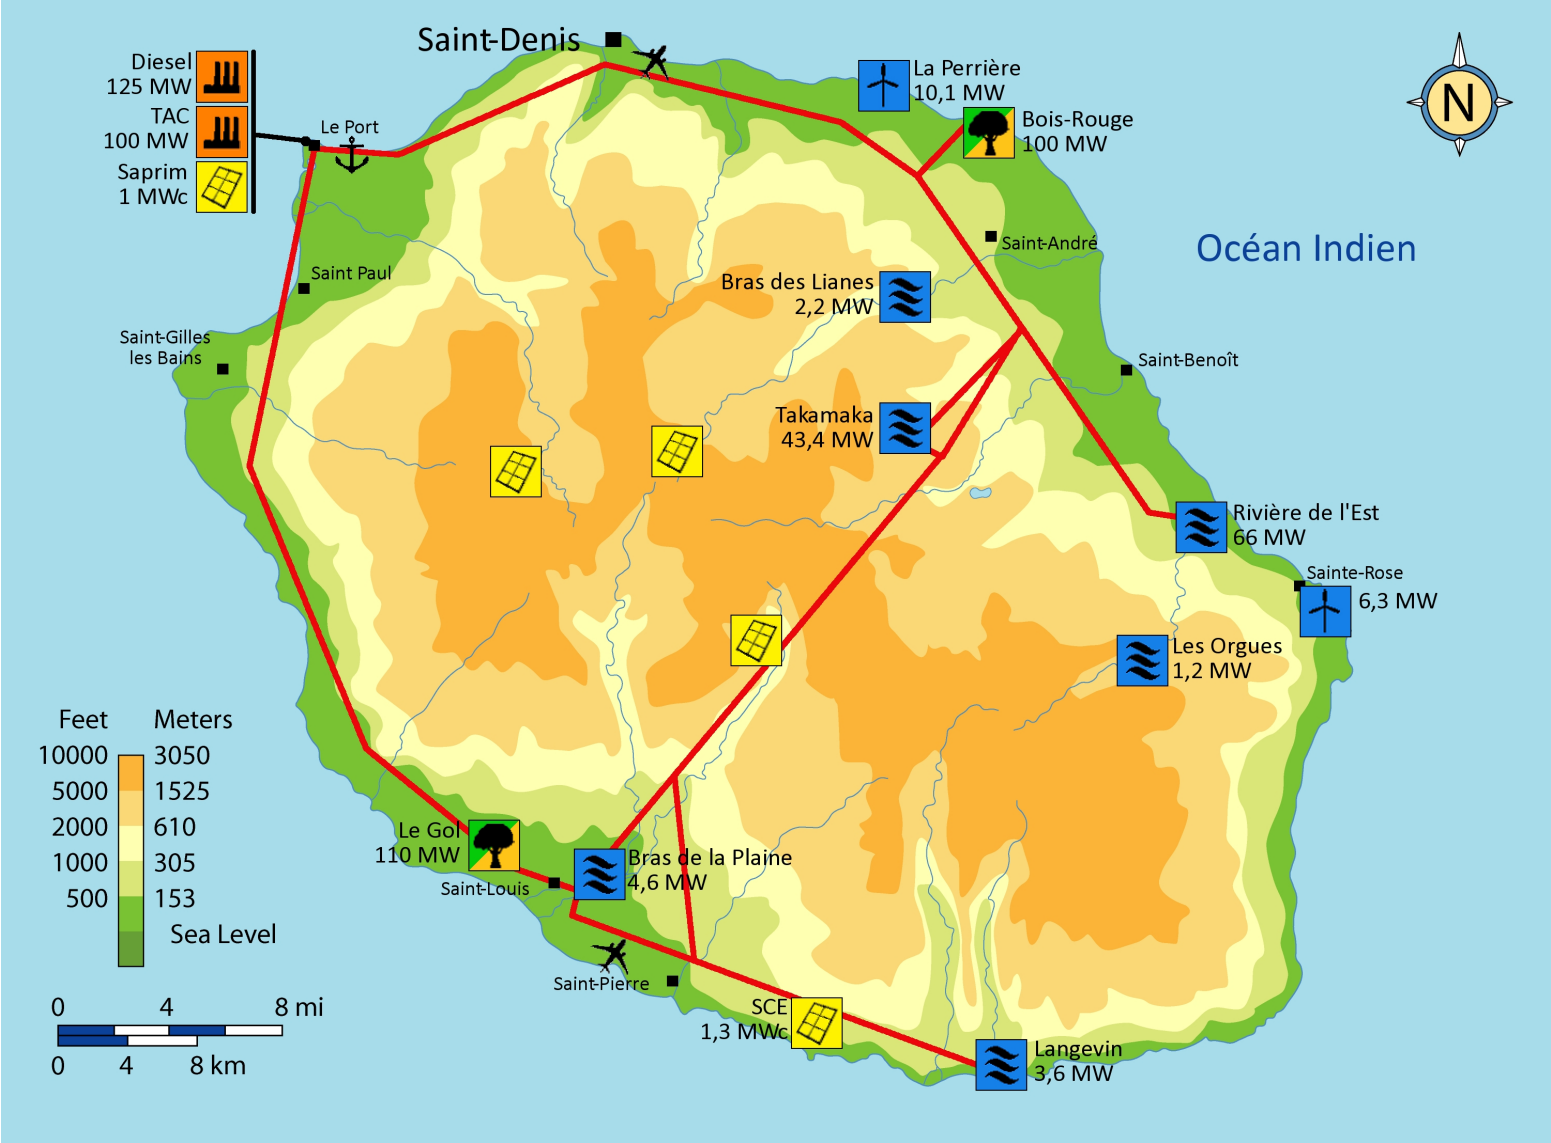 Saint-Denis
Diesel
125 MW
TAC
100 MW
Saprim
1 MWc
Le Port
La Perrière
10,1 MW
Bois-Rouge
100 MW
N
Saint-André
Océan Indien
Saint Paul
Bras des Lianes
2,2 MW
Saint-Gilles
les Bains
Saint-Benoît
Takamaka
43,4 MW
Rivière de l'Est
66 MW
Sainte-Rose
6,3 MW
Les Orgues
1,2 MW
Feet Meters
10000 3050
5000 1525
2000 610
1000 305
500 153
Sea Level
Le Gol
110 MW
Saint-Louis
Bras de la Plaine
4,6 MW
Saint-Pierre
SCE
1,3 MWc
Langevin
3,6 MW
0 4 8 mi
0 4 8 km